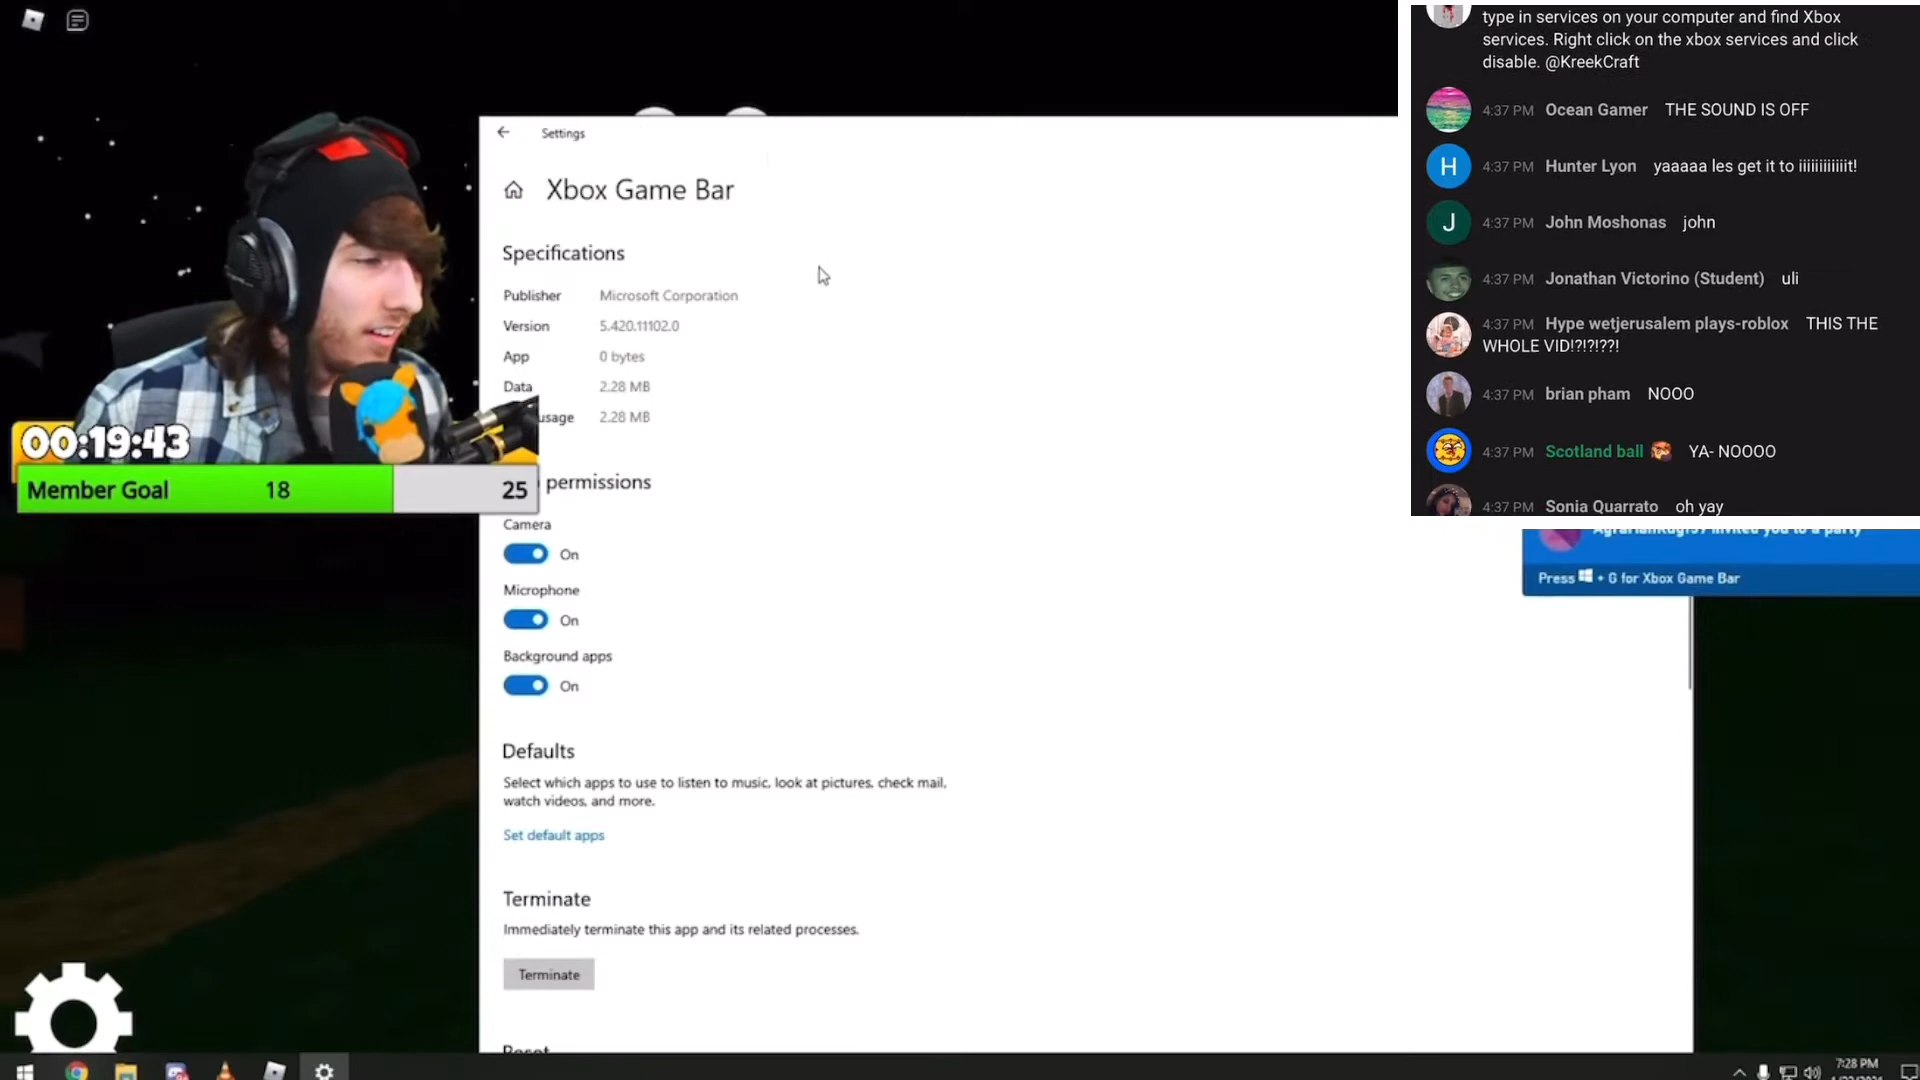 type in services on your computer and find Xbox
services. Right click on the xbox services and click
disable. @KreekCraft
4:37 PM Ocean Gamer THE SOUND IS OFF
H 4:37 PM Hunter Lyon yaaaaa les get it to iiiiiiiiiiiit!
J 4:37 PM John Moshonas john
4:37 PM Jonathan Victorino (Student) uli
4:37 PM Hype wetjerusalem plays-roblox THIS THE
WHOLE VID!?!?!??!
4:37 PM brian pham NOOO
4:37 PM Scotland ball YA- NOOOO
4:37 PM Sonia Quarrato oh yay
invited you to a party
Press + G for Xbox Game Bar
Settings
Xbox Game Bar
Specifications
Publisher Microsoft Corporation
Version 5.420.11102.0
App 0 bytes
Data 2.28 MB
usage 2.28 MB
permissions
Camera
On
Microphone
On
Background apps
On
Defaults
Select which apps to use to listen to music, look at pictures, check mail,
watch videos, and more.
Set default apps
Terminate
Immediately terminate this app and its related processes.
Terminate
Reset
00:19:43
Member Goal 18 25
7:28 PM